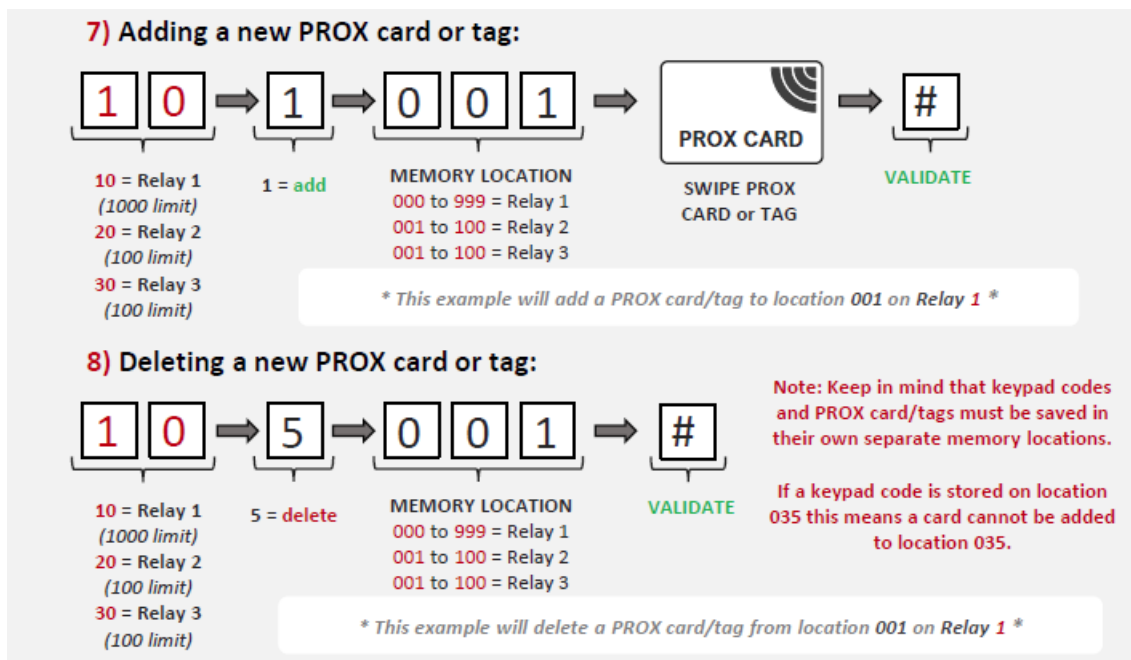 7) Adding a new PROX card or tag:
1 0 1 0 0 1 PROX CARD #
10 = Relay 1
(1000 limit)
20 = Relay 2
(100 limit)
30 = Relay 3
(100 limit)
1 = add
MEMORY LOCATION
000 to 999 = Relay 1
001 to 100 = Relay 2
001 to 100 = Relay 3
SWIPE PROX
CARD or TAG
VALIDATE
* This example will add a PROX card/tag to location 001 on Relay 1 *
8) Deleting a new PROX card or tag:
1 0 5 0 0 1 #
10 = Relay 1
(1000 limit)
20 = Relay 2
(100 limit)
30 = Relay 3
(100 limit)
5 = delete
MEMORY LOCATION
000 to 999 = Relay 1
001 to 100 = Relay 2
001 to 100 = Relay 3
VALIDATE
Note: Keep in mind that keypad codes
and PROX card/tags must be saved in
their own separate memory locations.
If a keypad code is stored on location
035 this means a card cannot be added
to location 035.
* This example will delete a PROX card/tag from location 001 on Relay 1 *